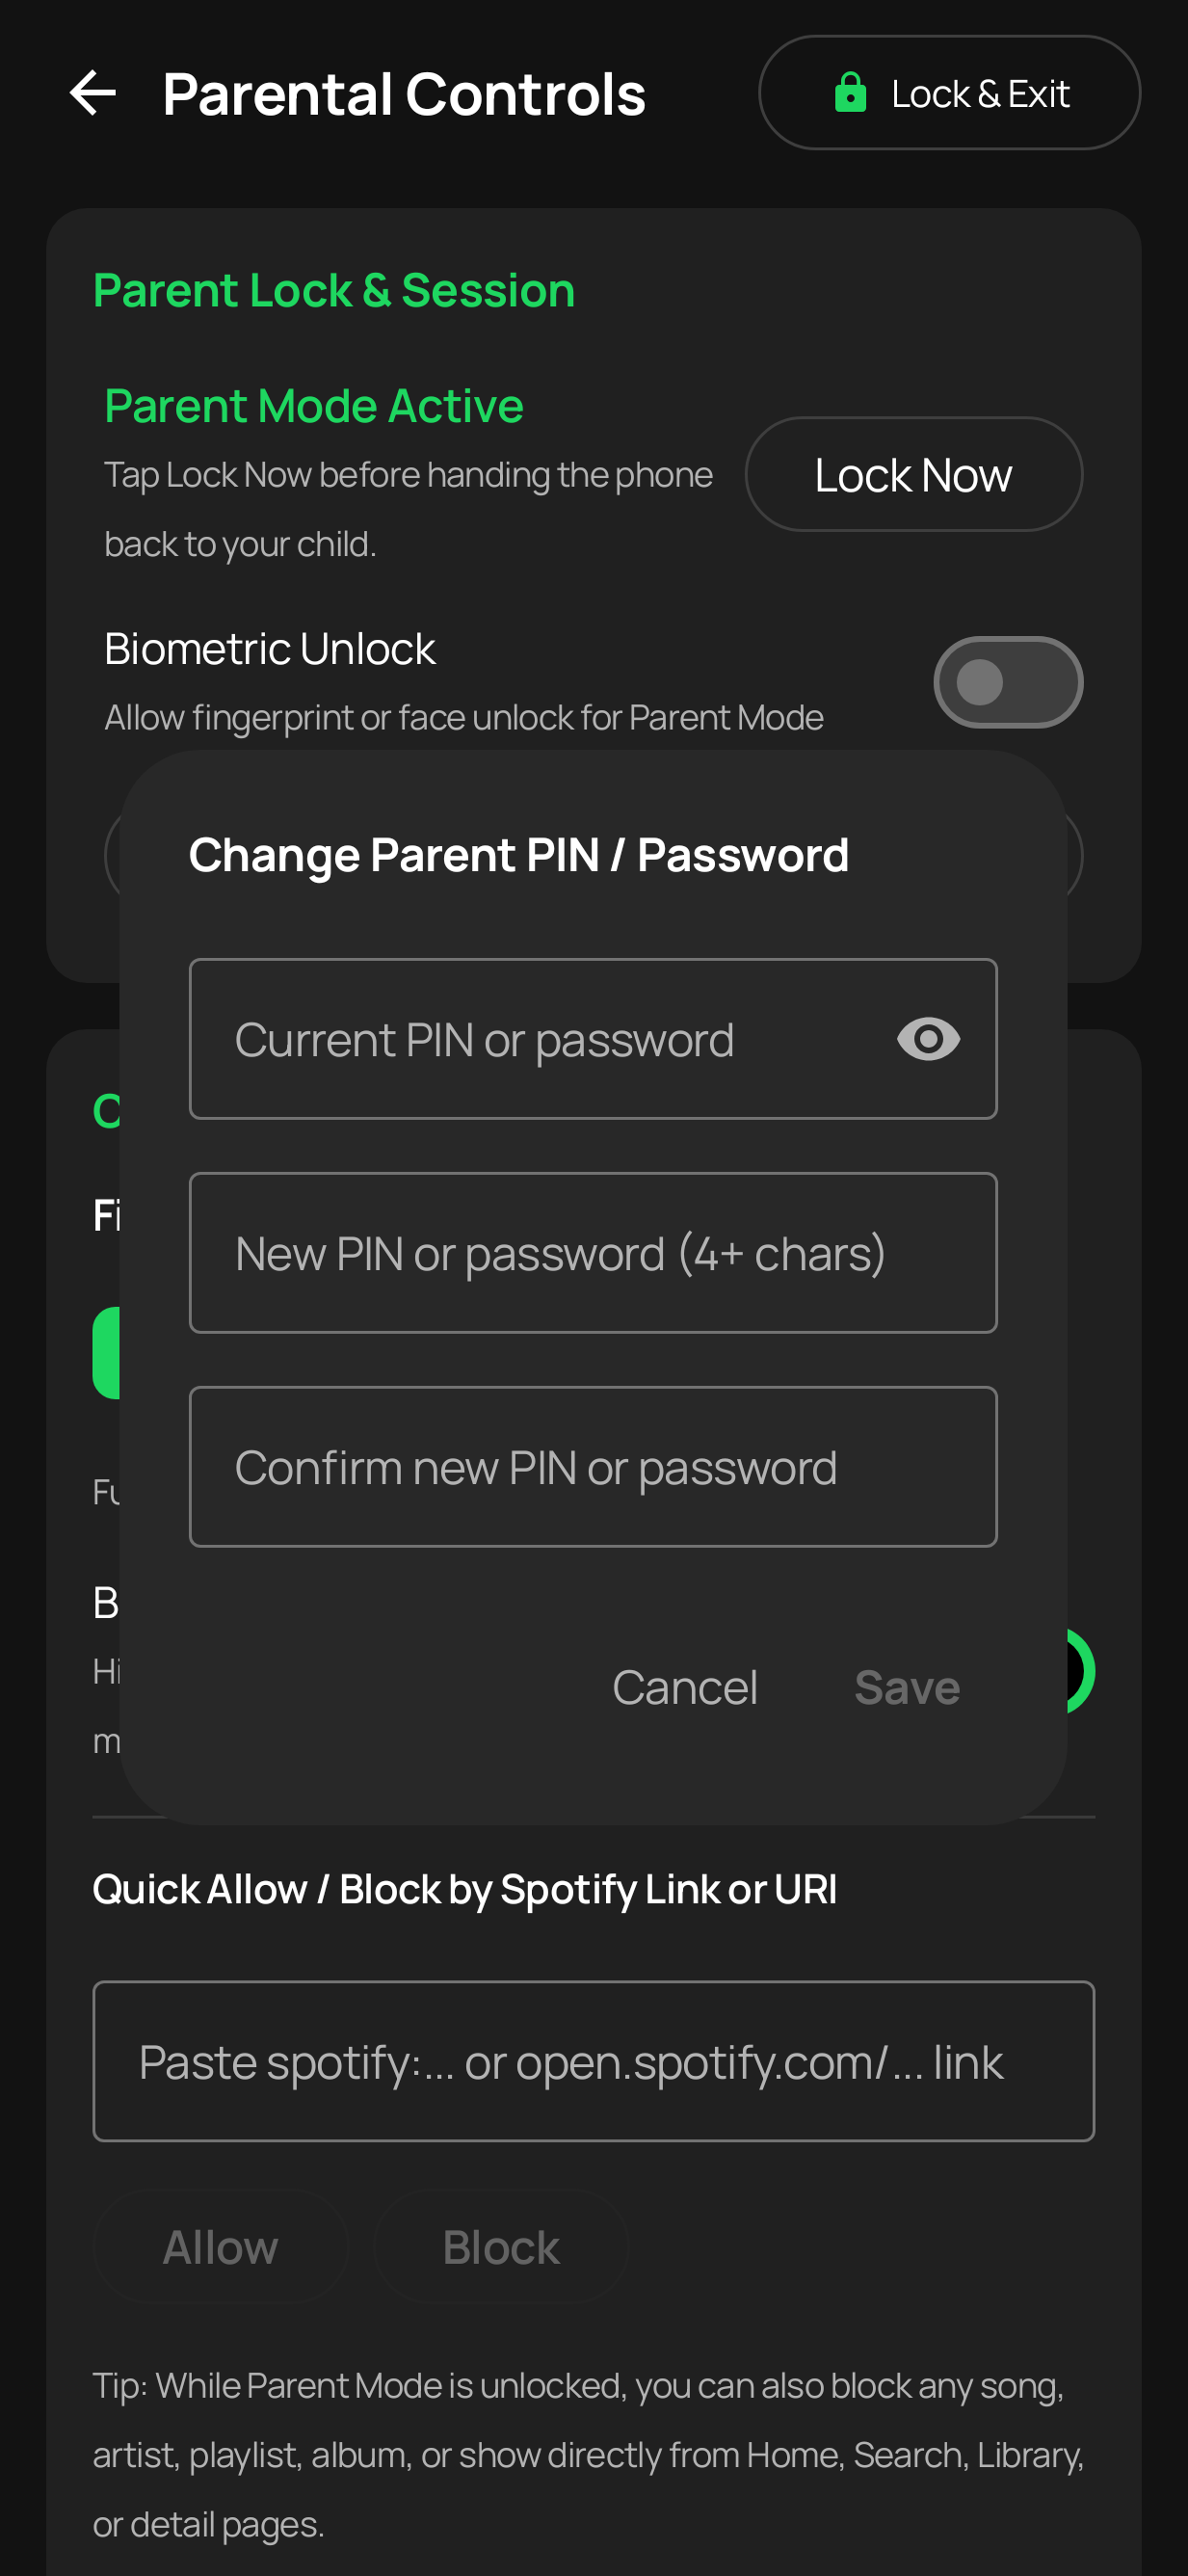 Parental Controls
Lock & Exit
Parent Lock & Session
Parent Mode Active
Tap Lock Now before handing the phone
back to your child.
Lock Now
Biometric Unlock
Allow fingerprint or face unlock for Parent Mode
Change Parent PIN / Password
Current PIN or password
New PIN or password (4+ chars)
Confirm new PIN or password
Cancel
Save
Quick Allow / Block by Spotify Link or URI
Paste spotify:... or open.spotify.com/... link
Allow
Block
Tip: While Parent Mode is unlocked, you can also block any song,
artist, playlist, album, or show directly from Home, Search, Library,
or detail pages.